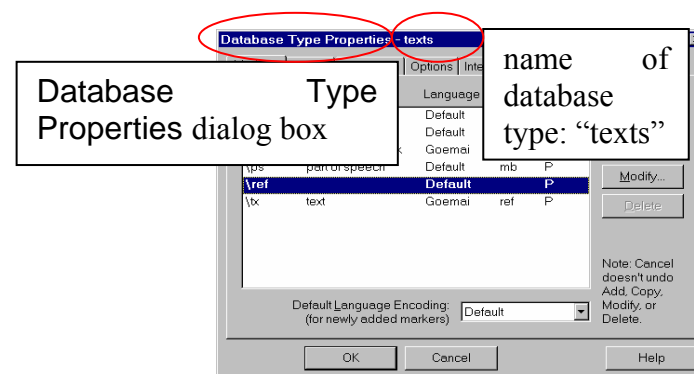 Database Type Properties - texts
Options
Database Type
Properties dialog box
name of
database
type: “texts”
Language
Default
Default
Goemai
\ps part of speech Default mb P
\ref Default P
\tx text Goemai ref P
Modify...
Delete
Note: Cancel
doesn't undo
Add, Copy,
Modify, or
Delete.
Default Language Encoding:
(for newly added markers)
Default
OK Cancel Help